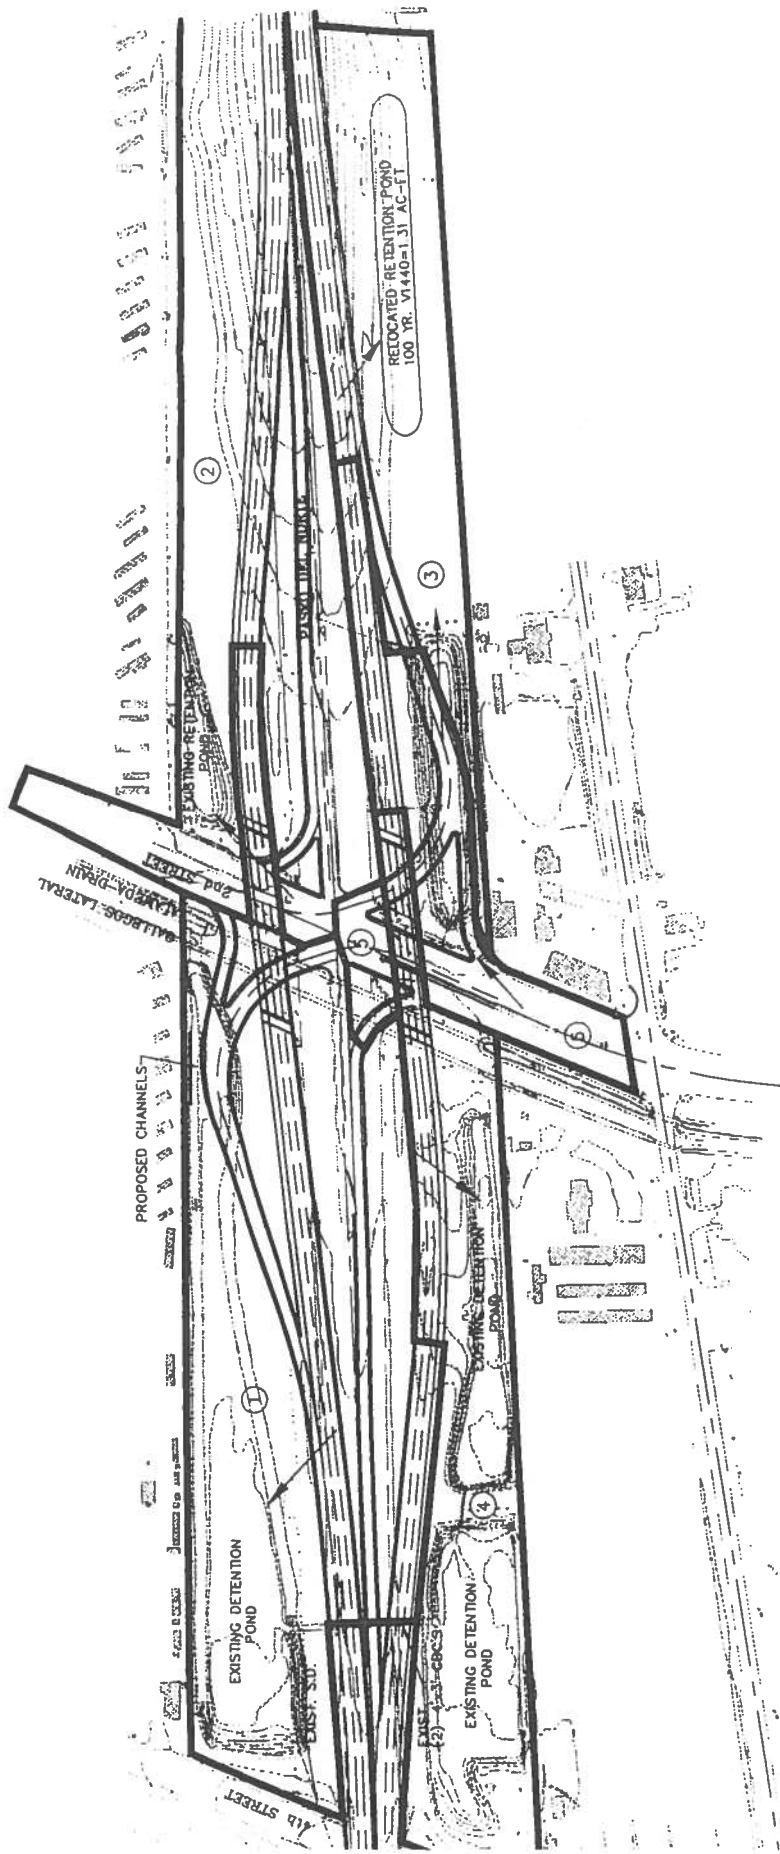 RELOCATED RETENTION POND
100 YR. V1440=1.31 AC-FT
2
PASEO DEL NORTE
3
EXISTING RETENTION
POND
2nd STREET
ALAMEDA DRAIN
GALLEGOS LATERAL
5
5
PROPOSED CHANNELS
EXISTING DETENTION
POND
1
4
EXISTING DETENTION
POND
EXISTING DETENTION
POND
EXIST. S.D.
EXIST.
4th STREET